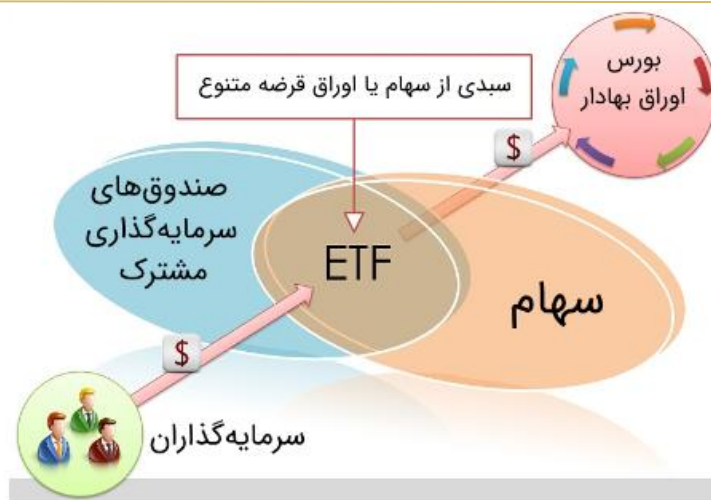 بورس
اوراق بهادار
سبدی از سهام یا اوراق قرضه متنوع
$
صندوق‌های
سرمایه‌گذاری
مشترک
ETF
سهام
$
سرمایه‌گذاران